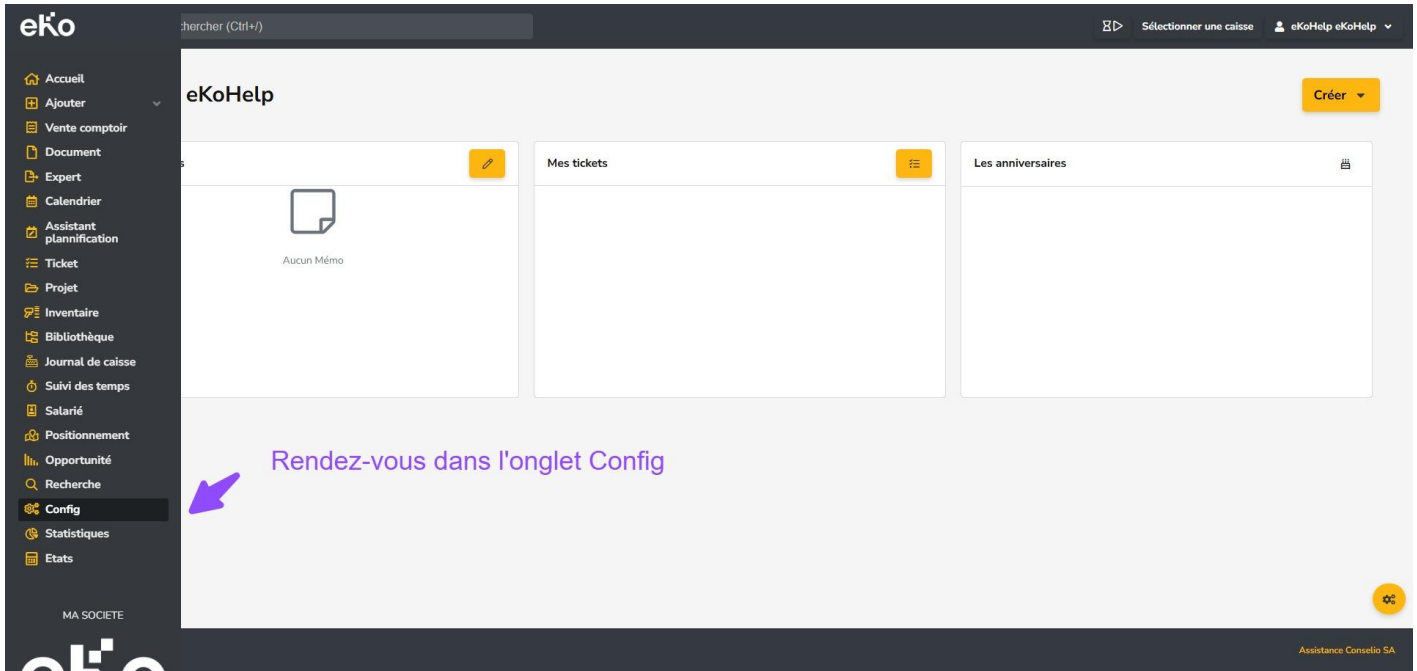 eKo
chercher (Ctrl+/)
Sélectionner une caisse
eKoHelp eKoHelp
Accueil
Ajouter
Vente comptoir
Document
Expert
Calendrier
Assistant
plannification
Ticket
Projet
Inventaire
Bibliothèque
Journal de caisse
Suivi des temps
Salarié
Positionnement
Opportunité
Recherche
Config
Statistiques
Etats
MA SOCIETE
eKo
eKoHelp
Créer
s
Mes tickets
Les anniversaires
Aucun Mémo
Rendez-vous dans l'onglet Config
Assistance Conselio SA